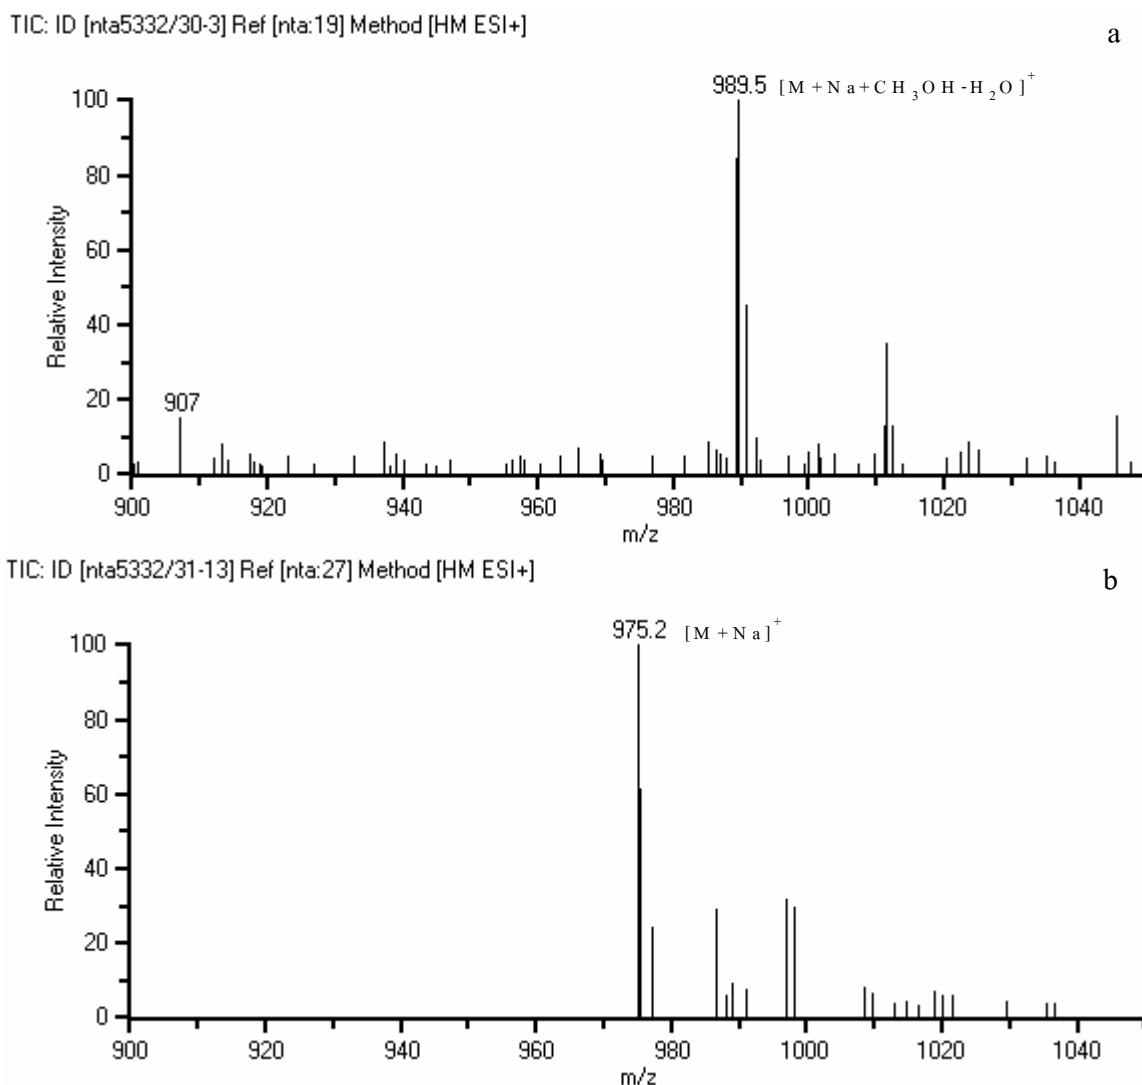 TIC: ID [nta5332/30-3] Ref [nta:19] Method [HM ESI+]
a
989.5 [M+Na+CH₃OH-H₂O]⁺
100
80
60
40
20
0
Relative Intensity
907
900 920 940 960 980 1000 1020 1040
m/z
TIC: ID [nta5332/31-13] Ref [nta:27] Method [HM ESI+]
b
975.2 [M+Na]⁺
100
80
60
40
20
0
Relative Intensity
900 920 940 960 980 1000 1020 1040
m/z